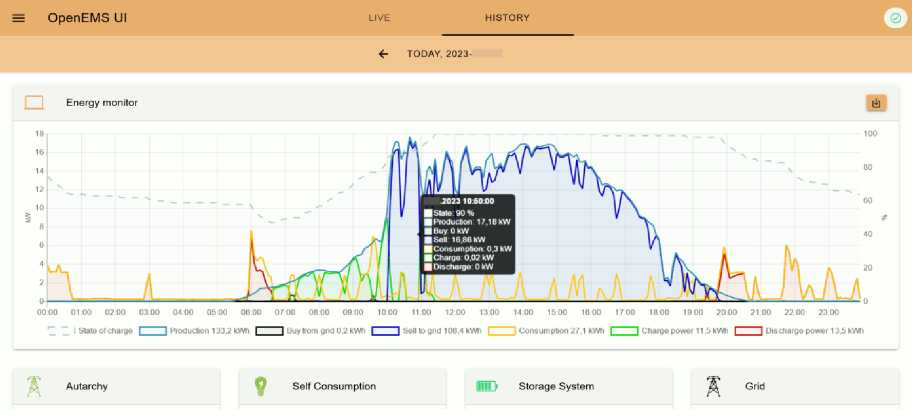 OpenEMS UI
LIVE
HISTORY
TODAY, 2023-
Energy monitor
18
16
14
12
10
8
6
4
2
0
kW
100
80
60
40
20
0
%
.2023 10:50:00
State: 90 %
Production: 17,18 kW
Buy: 0 kW
Sell: 16,86 kW
Consumption: 0,3 kW
Charge: 0,02 kW
Discharge: 0 kW
00:00 01:00 02:00 03:00 04:00 05:00 06:00 07:00 08:00 09:00 10:00 11:00 12:00 13:00 14:00 15:00 16:00 17:00 18:00 19:00 20:00 21:00 22:00 23:00
State of charge Production 133,2 kWh Buy from grid 0,2 kWh Sell to grid 108,4 kWh Consumption 27,1 kWh Charge power 11,5 kWh Discharge power 13,5 kWh
Autarchy
Self Consumption
Storage System
Grid